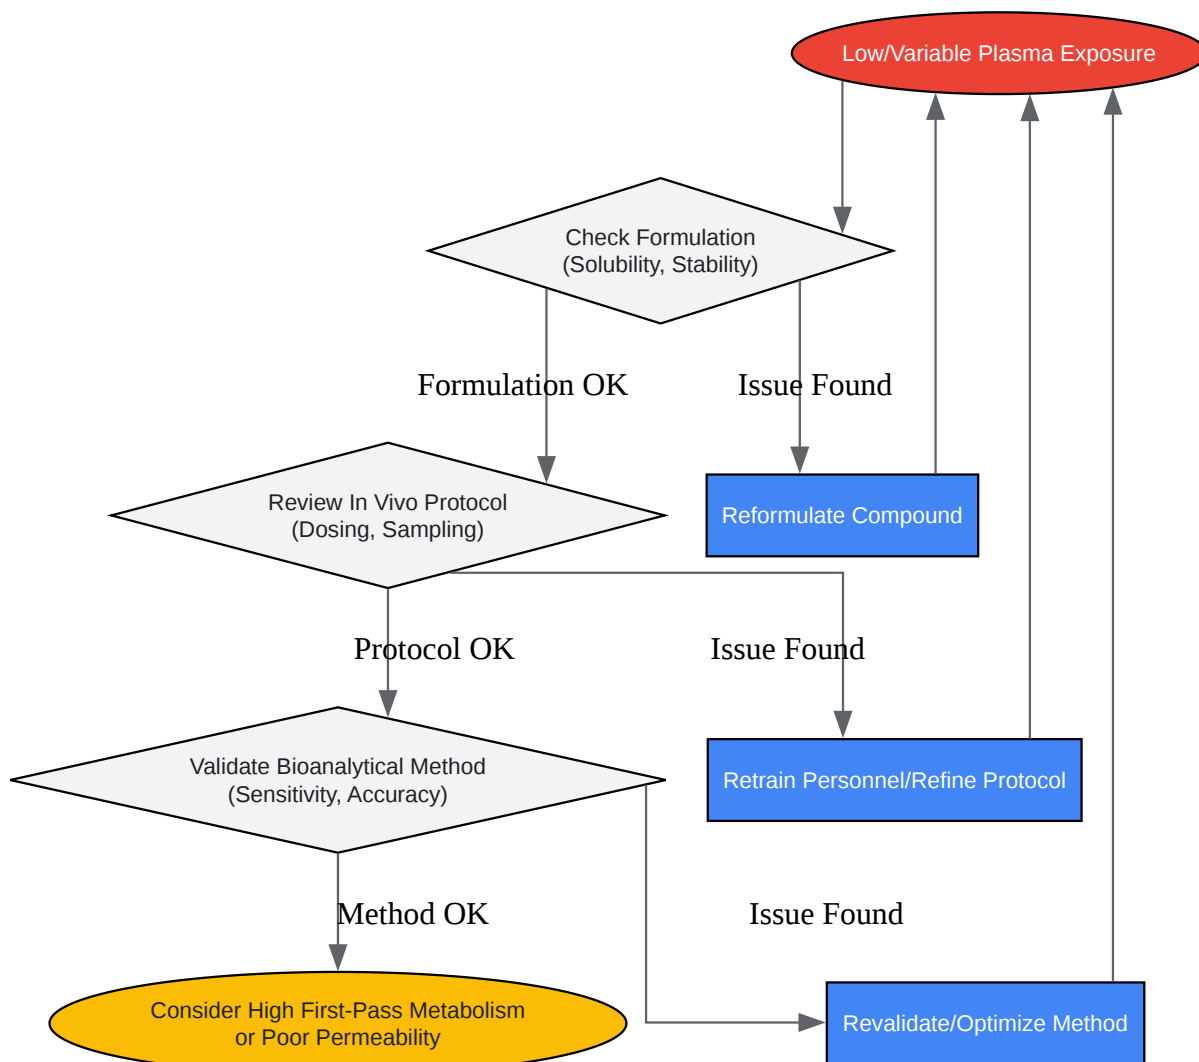 Low/Variable Plasma Exposure
Check Formulation
(Solubility, Stability)
Formulation OK
Issue Found
Review In Vivo Protocol
(Dosing, Sampling)
Reformulate Compound
Protocol OK
Issue Found
Validate Bioanalytical Method
(Sensitivity, Accuracy)
Retrain Personnel/Refine Protocol
Method OK
Issue Found
Consider High First-Pass Metabolism
or Poor Permeability
Revalidate/Optimize Method